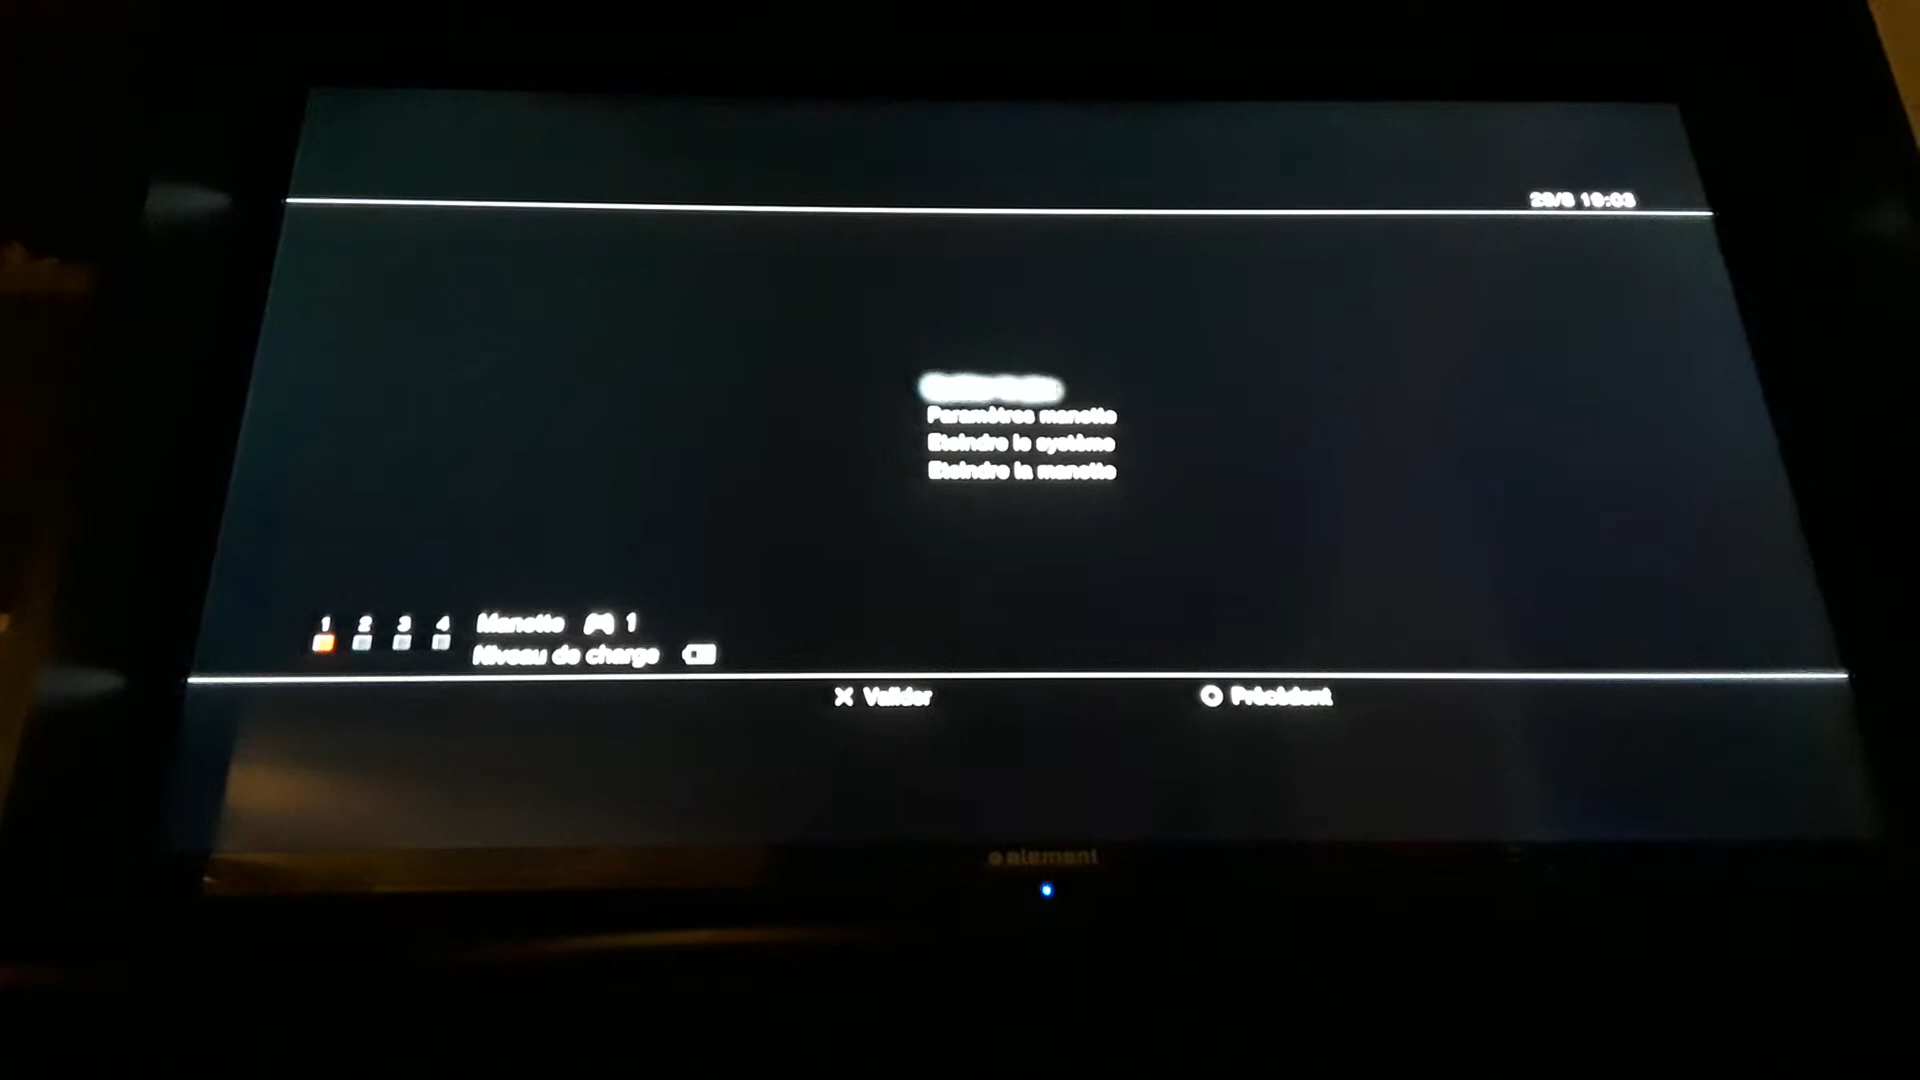 Paramètres manette
Eteindre le système
Eteindre la manette
1 2 3 4 Manette 1
Niveau de charge
Valider
Précédent
element